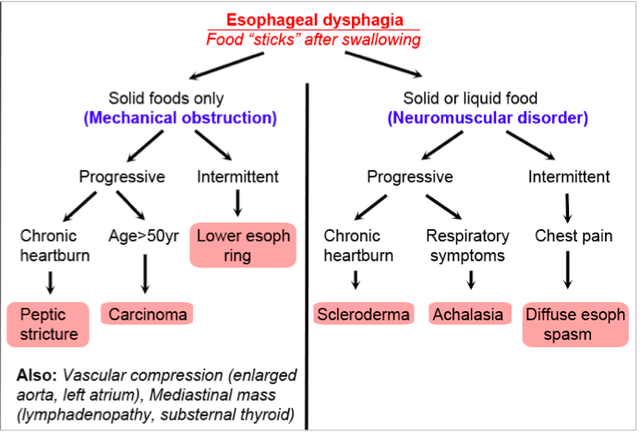 Esophageal dysphagia
Food “sticks” after swallowing
Solid foods only
(Mechanical obstruction)
Solid or liquid food
(Neuromuscular disorder)
Progressive
Intermittent
Progressive
Intermittent
Chronic
heartburn
Age>50yr
Lower esoph
ring
Chronic
heartburn
Respiratory
symptoms
Chest pain
Peptic
stricture
Carcinoma
Scleroderma
Achalasia
Diffuse esoph
spasm
Also: Vascular compression (enlarged
aorta, left atrium), Mediastinal mass
(lymphadenopathy, substernal thyroid)